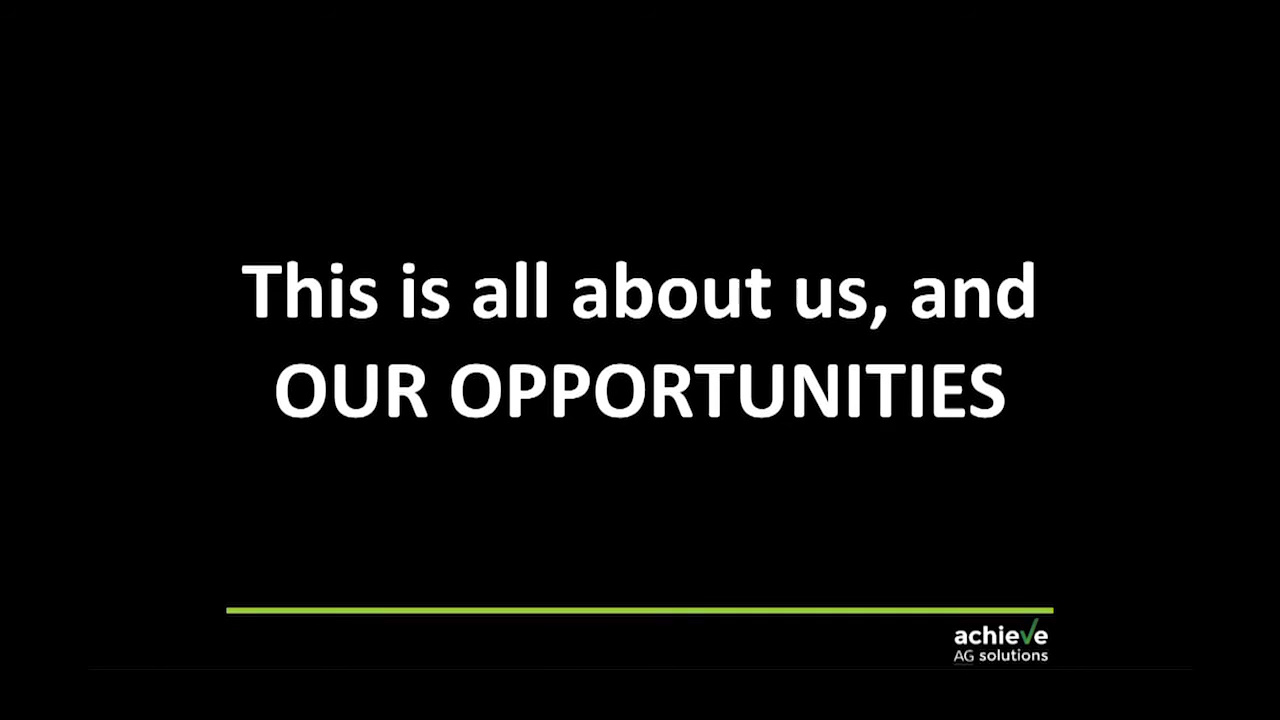 This is all about us, and
OUR OPPORTUNITIES
achieve
AG solutions